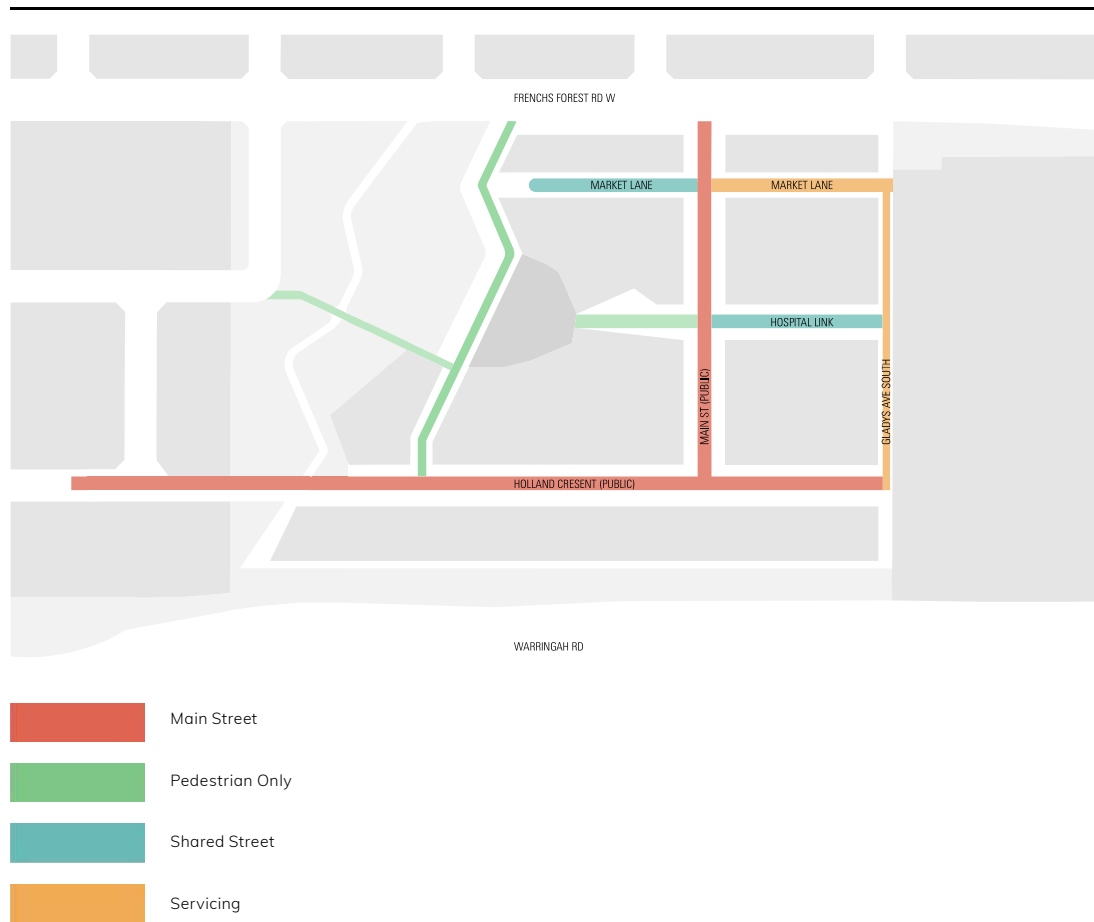 FRENCHS FOREST RD W
MARKET LANE
MARKET LANE
HOSPITAL LINK
MAIN ST (PUBLIC)
GLADYS AVE SOUTH
HOLLAND CRESENT (PUBLIC)
WARRINGAH RD
Main Street
Pedestrian Only
Shared Street
Servicing